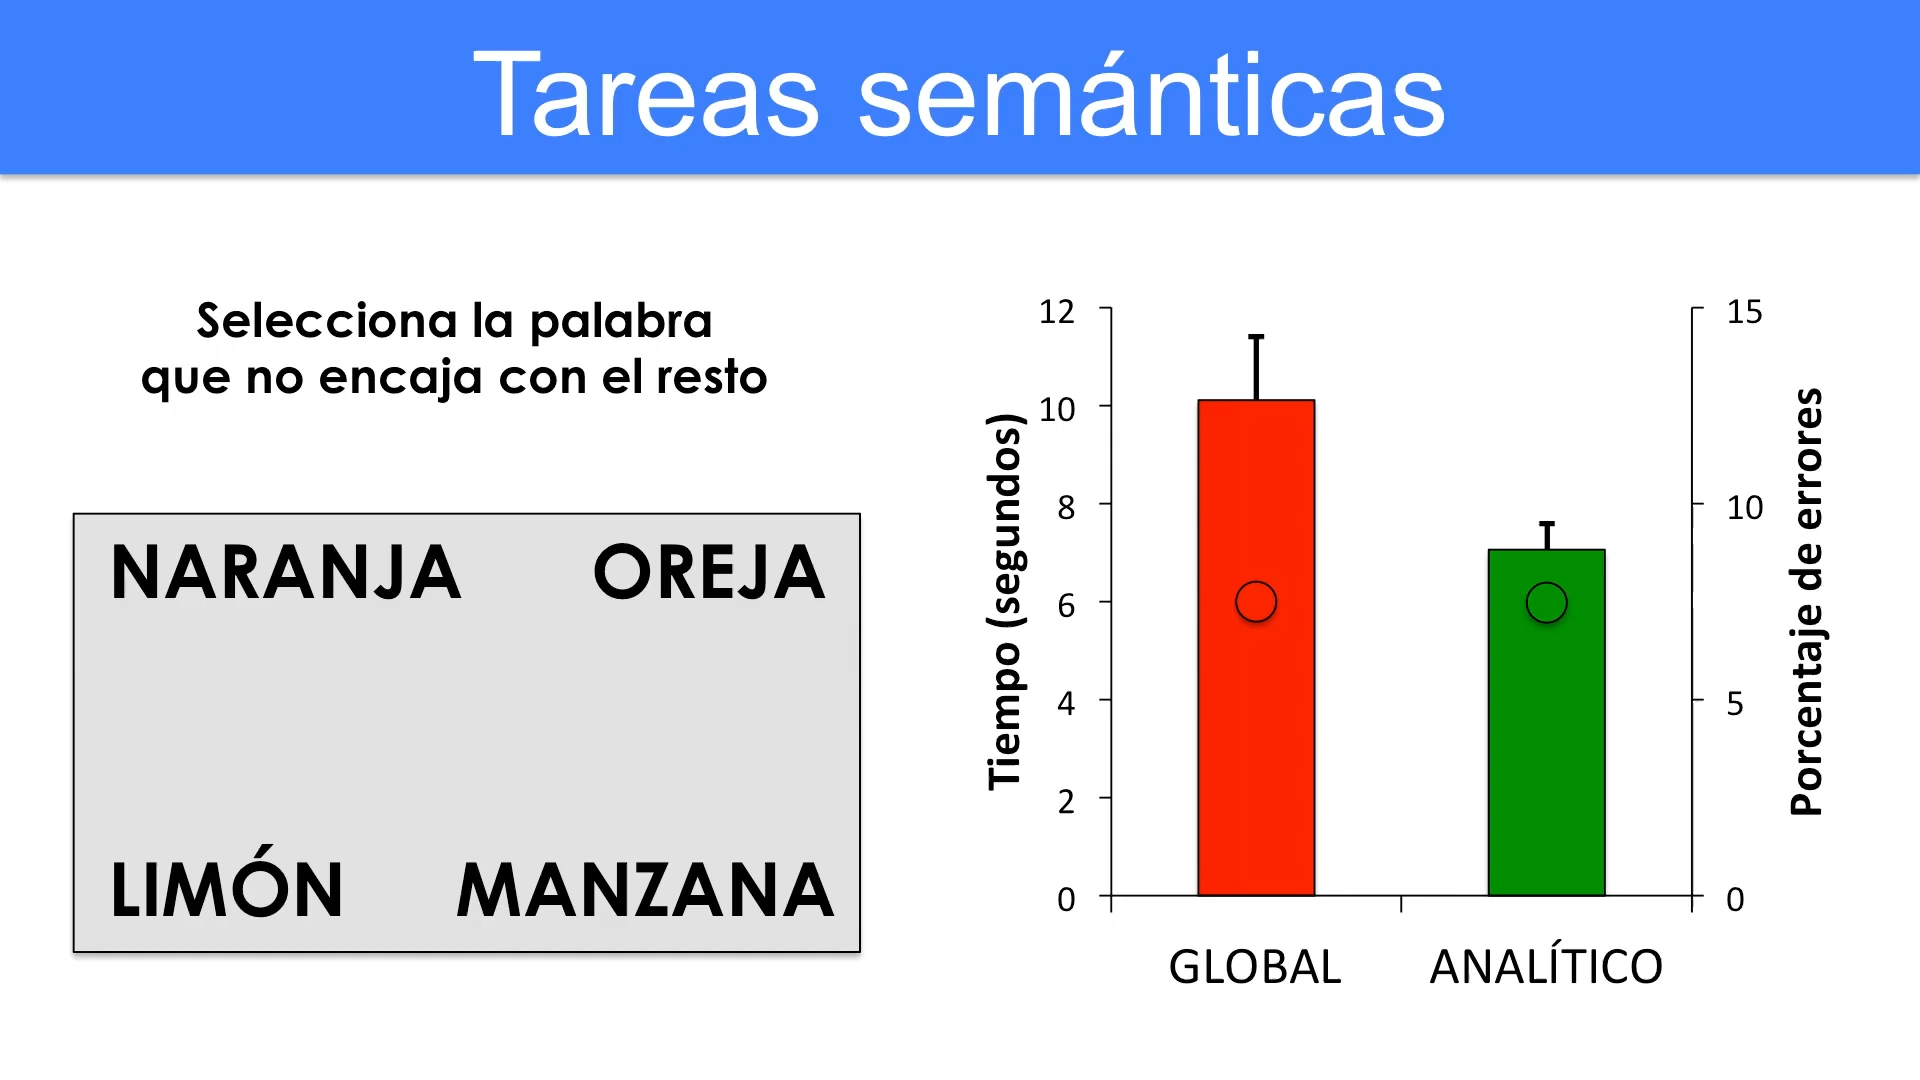 Tareas semánticas
Selecciona la palabra
que no encaja con el resto
NARANJA OREJA
LIMÓN MANZANA
Tiempo (segundos)
12
10
8
6
4
2
0
15
10
5
0
Porcentaje de errores
GLOBAL ANALÍTICO